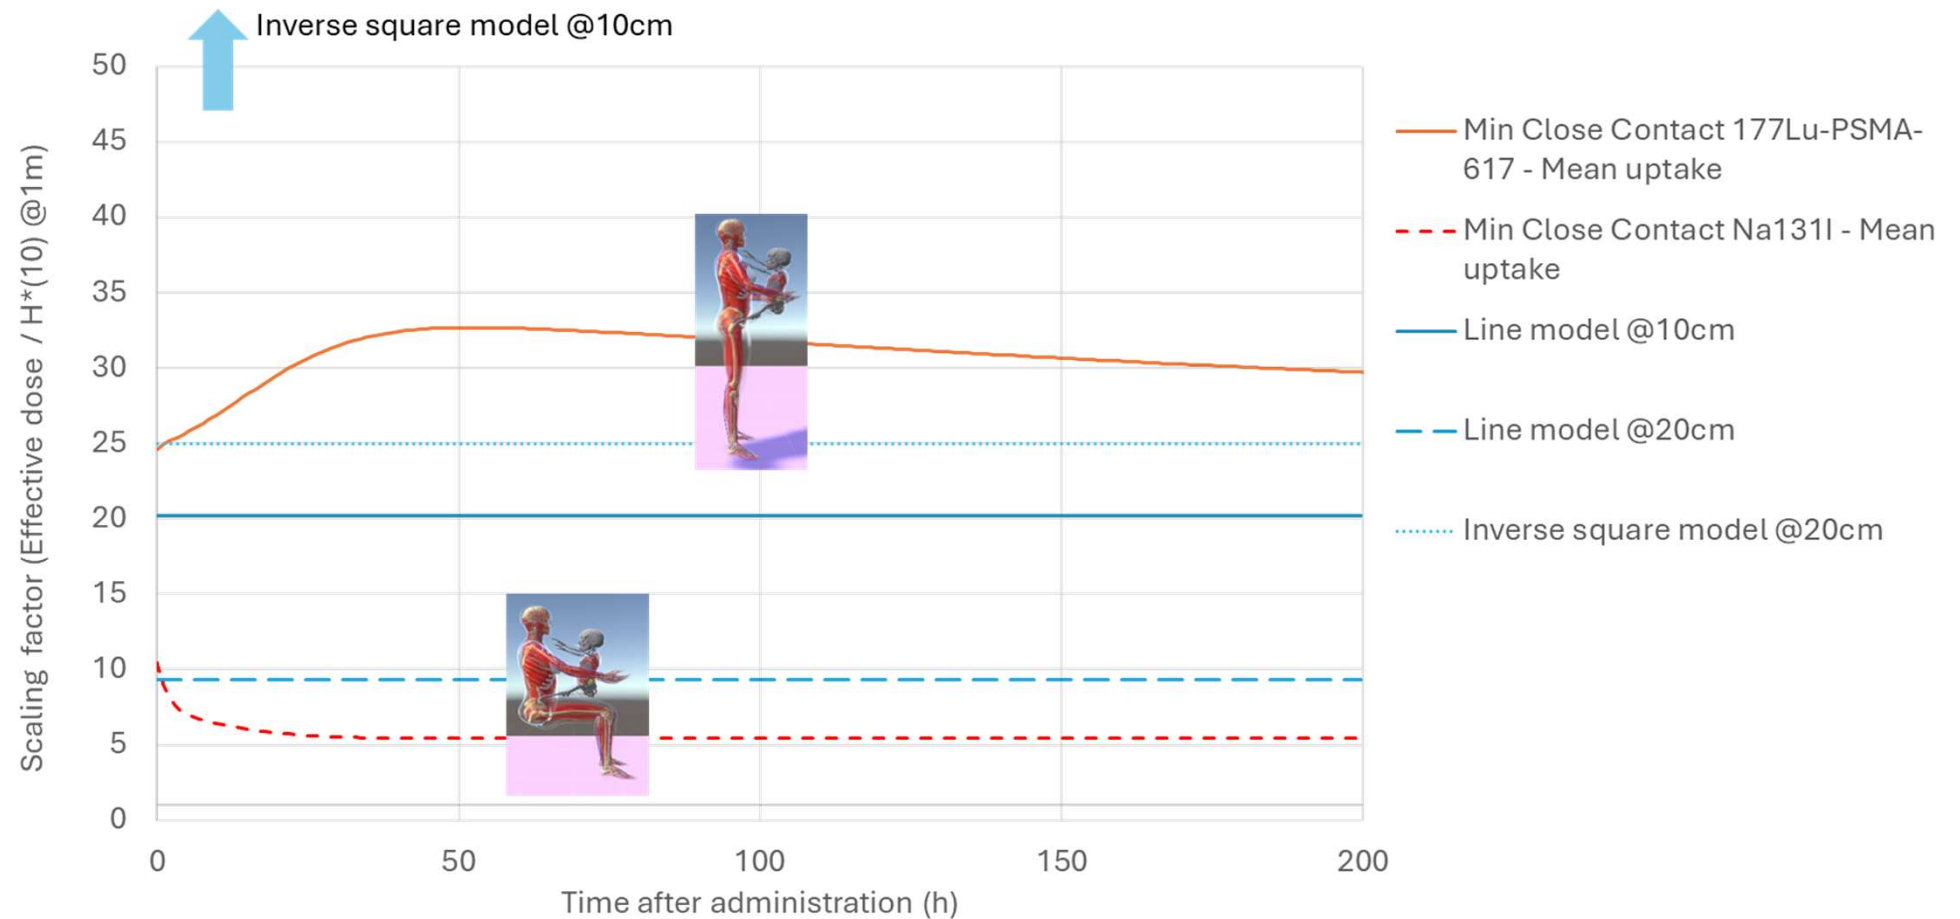 Inverse square model @10cm
50
45
40
35
30
25
20
15
10
5
0
Scaling factor (Effective dose / H*(10) @1m)
0 50 100 150 200
Time after administration (h)
Min Close Contact 177Lu-PSMA-
617 - Mean uptake
Min Close Contact Na131I - Mean
uptake
Line model @10cm
Line model @20cm
Inverse square model @20cm